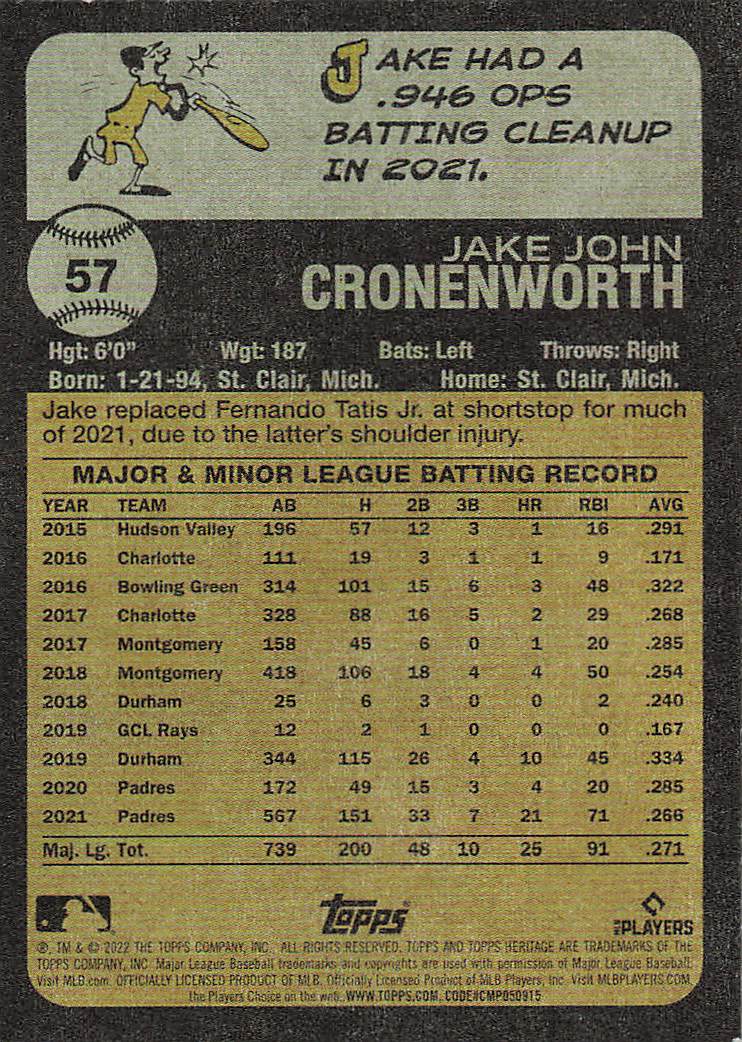 JAKE HAD A
.946 OPS
BATTING CLEANUP
IN 2021.
57
JAKE JOHN
CRONENWORTH
Hgt: 6'0" Wgt: 187 Bats: Left Throws: Right
Born: 1-21-94, St. Clair, Mich. Home: St. Clair, Mich.
Jake replaced Fernando Tatis Jr. at shortstop for much
of 2021, due to the latter's shoulder injury.
MAJOR & MINOR LEAGUE BATTING RECORD
YEAR TEAM AB H 2B 3B HR RBI AVG
2015 Hudson Valley 196 57 12 3 1 16 .291
2016 Charlotte 111 19 3 1 1 9 .171
2016 Bowling Green 314 101 15 6 3 48 .322
2017 Charlotte 328 88 16 5 2 29 .268
2017 Montgomery 158 45 6 0 1 20 .285
2018 Montgomery 418 106 18 4 4 50 .254
2018 Durham 25 6 3 0 0 2 .240
2019 GCL Rays 12 2 1 0 0 0 .167
2019 Durham 344 115 26 4 10 45 .334
2020 Padres 172 49 15 3 4 20 .285
2021 Padres 567 151 33 7 21 71 .266
Maj. Lg. Tot. 739 200 48 10 25 91 .271
topps
MLB PLAYERS
®, TM & © 2022 THE TOPPS COMPANY, INC. ALL RIGHTS RESERVED. TOPPS AND TOPPS HERITAGE ARE TRADEMARKS OF THE
TOPPS COMPANY, INC. Major League Baseball trademarks and copyrights are used with permission of Major League Baseball.
Visit MLB.com. OFFICIALLY LICENSED PRODUCT OF MLB. Officially Licensed Product of MLB Players, Inc. Visit MLBPLAYERS.COM,
the Players Choice on the web. WWW.TOPPS.COM. CODE#CMP050915